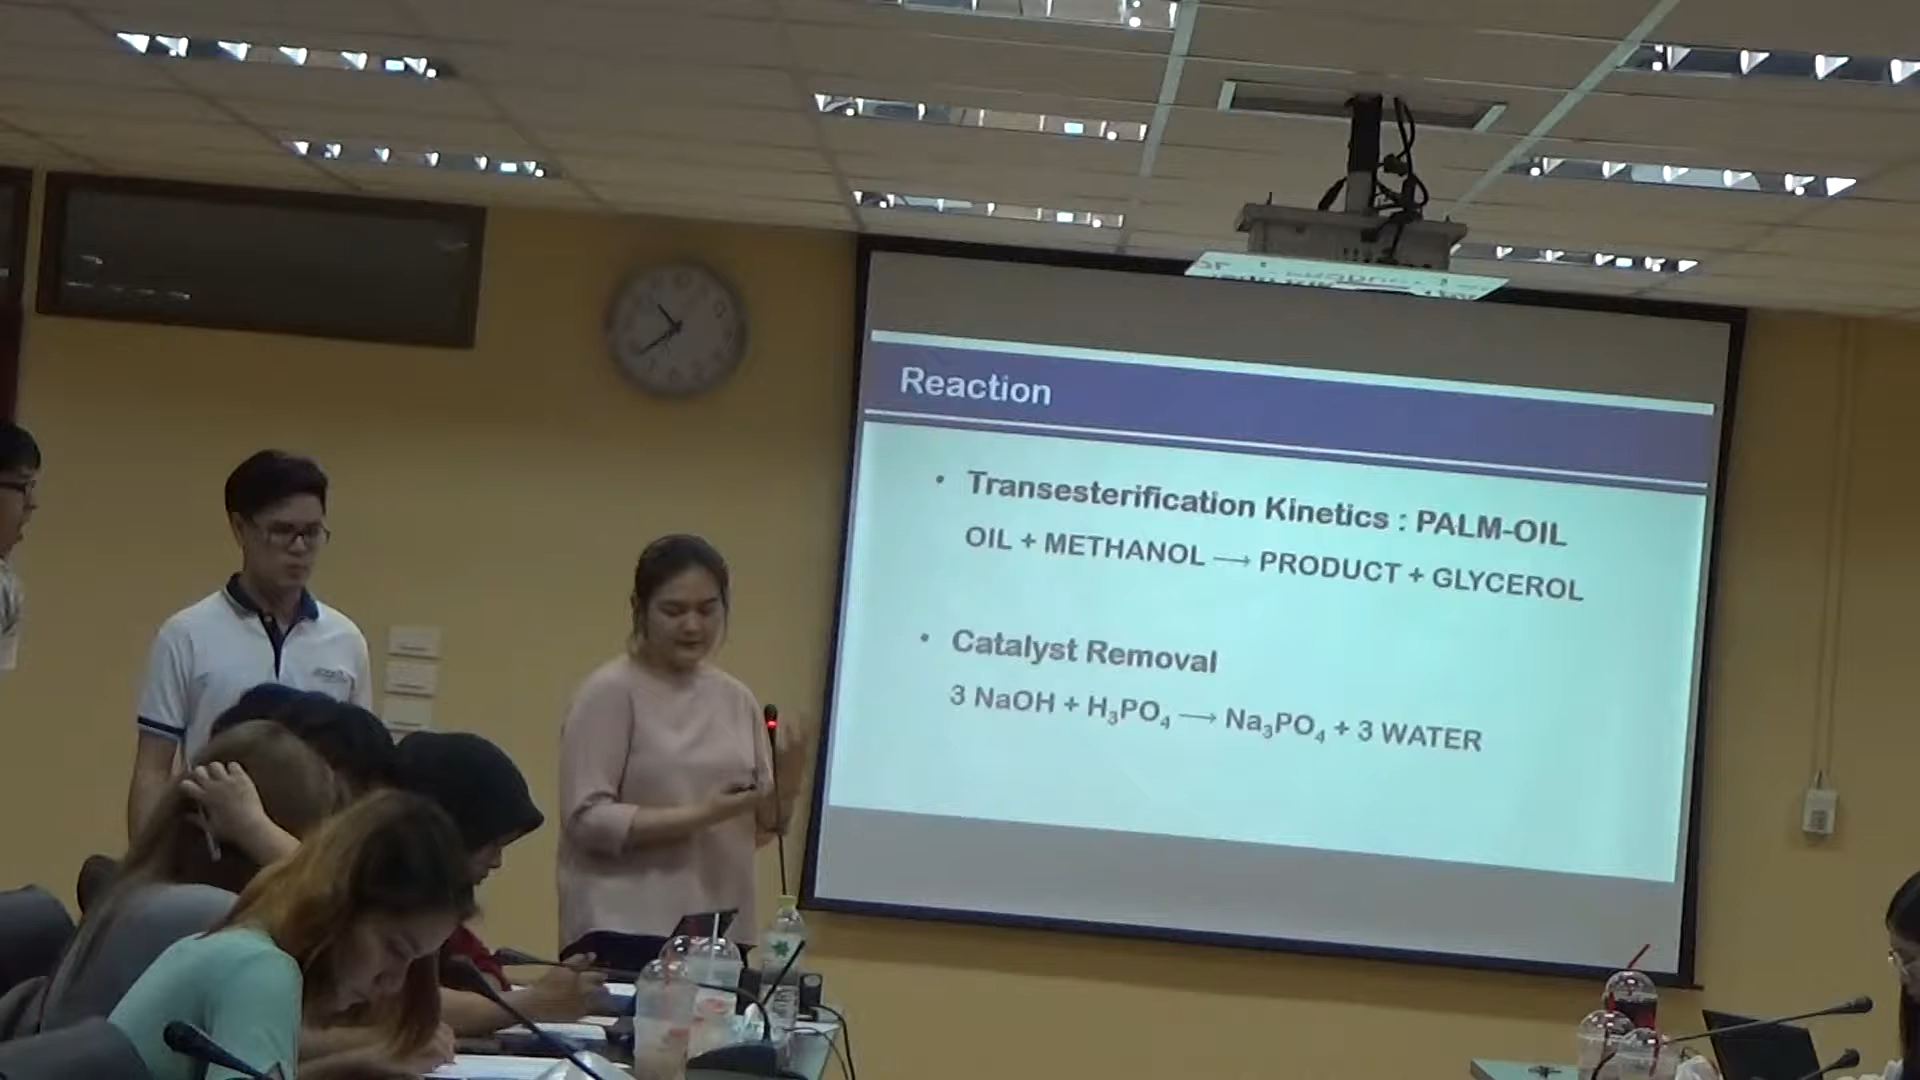 Reaction
• Transesterification Kinetics : PALM-OIL
OIL + METHANOL → PRODUCT + GLYCEROL
• Catalyst Removal
3 NaOH + H₃PO₄ → Na₃PO₄ + 3 WATER